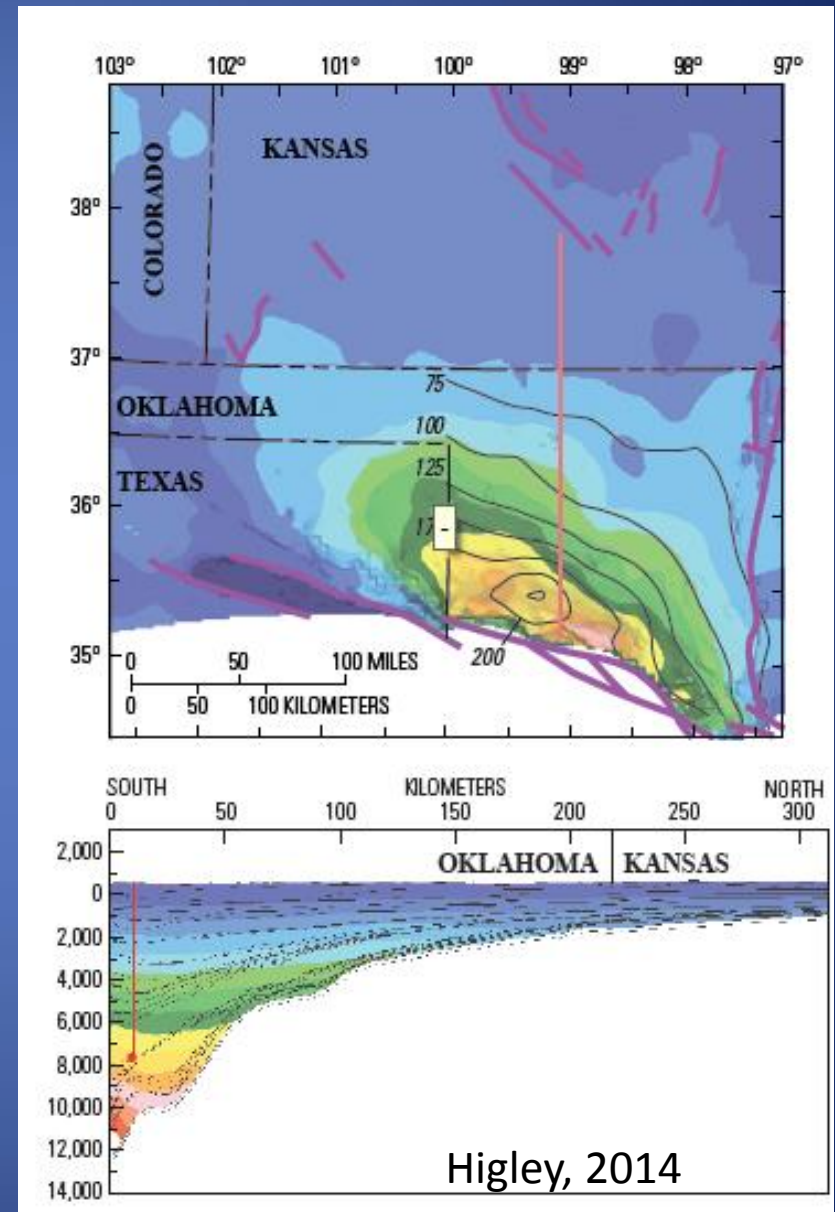 103° 102° 101° 100° 99° 98° 97°
COLORADO
KANSAS
38°
37°
75
OKLAHOMA
100
125
TEXAS
36°
17 -
35°
0 50 100 MILES
200
0 50 100 KILOMETERS
SOUTH KILOMETERS NORTH
0 50 100 150 200 250 300
2,000
OKLAHOMA KANSAS
0
2,000
4,000
6,000
8,000
10,000
12,000
14,000
Higley, 2014